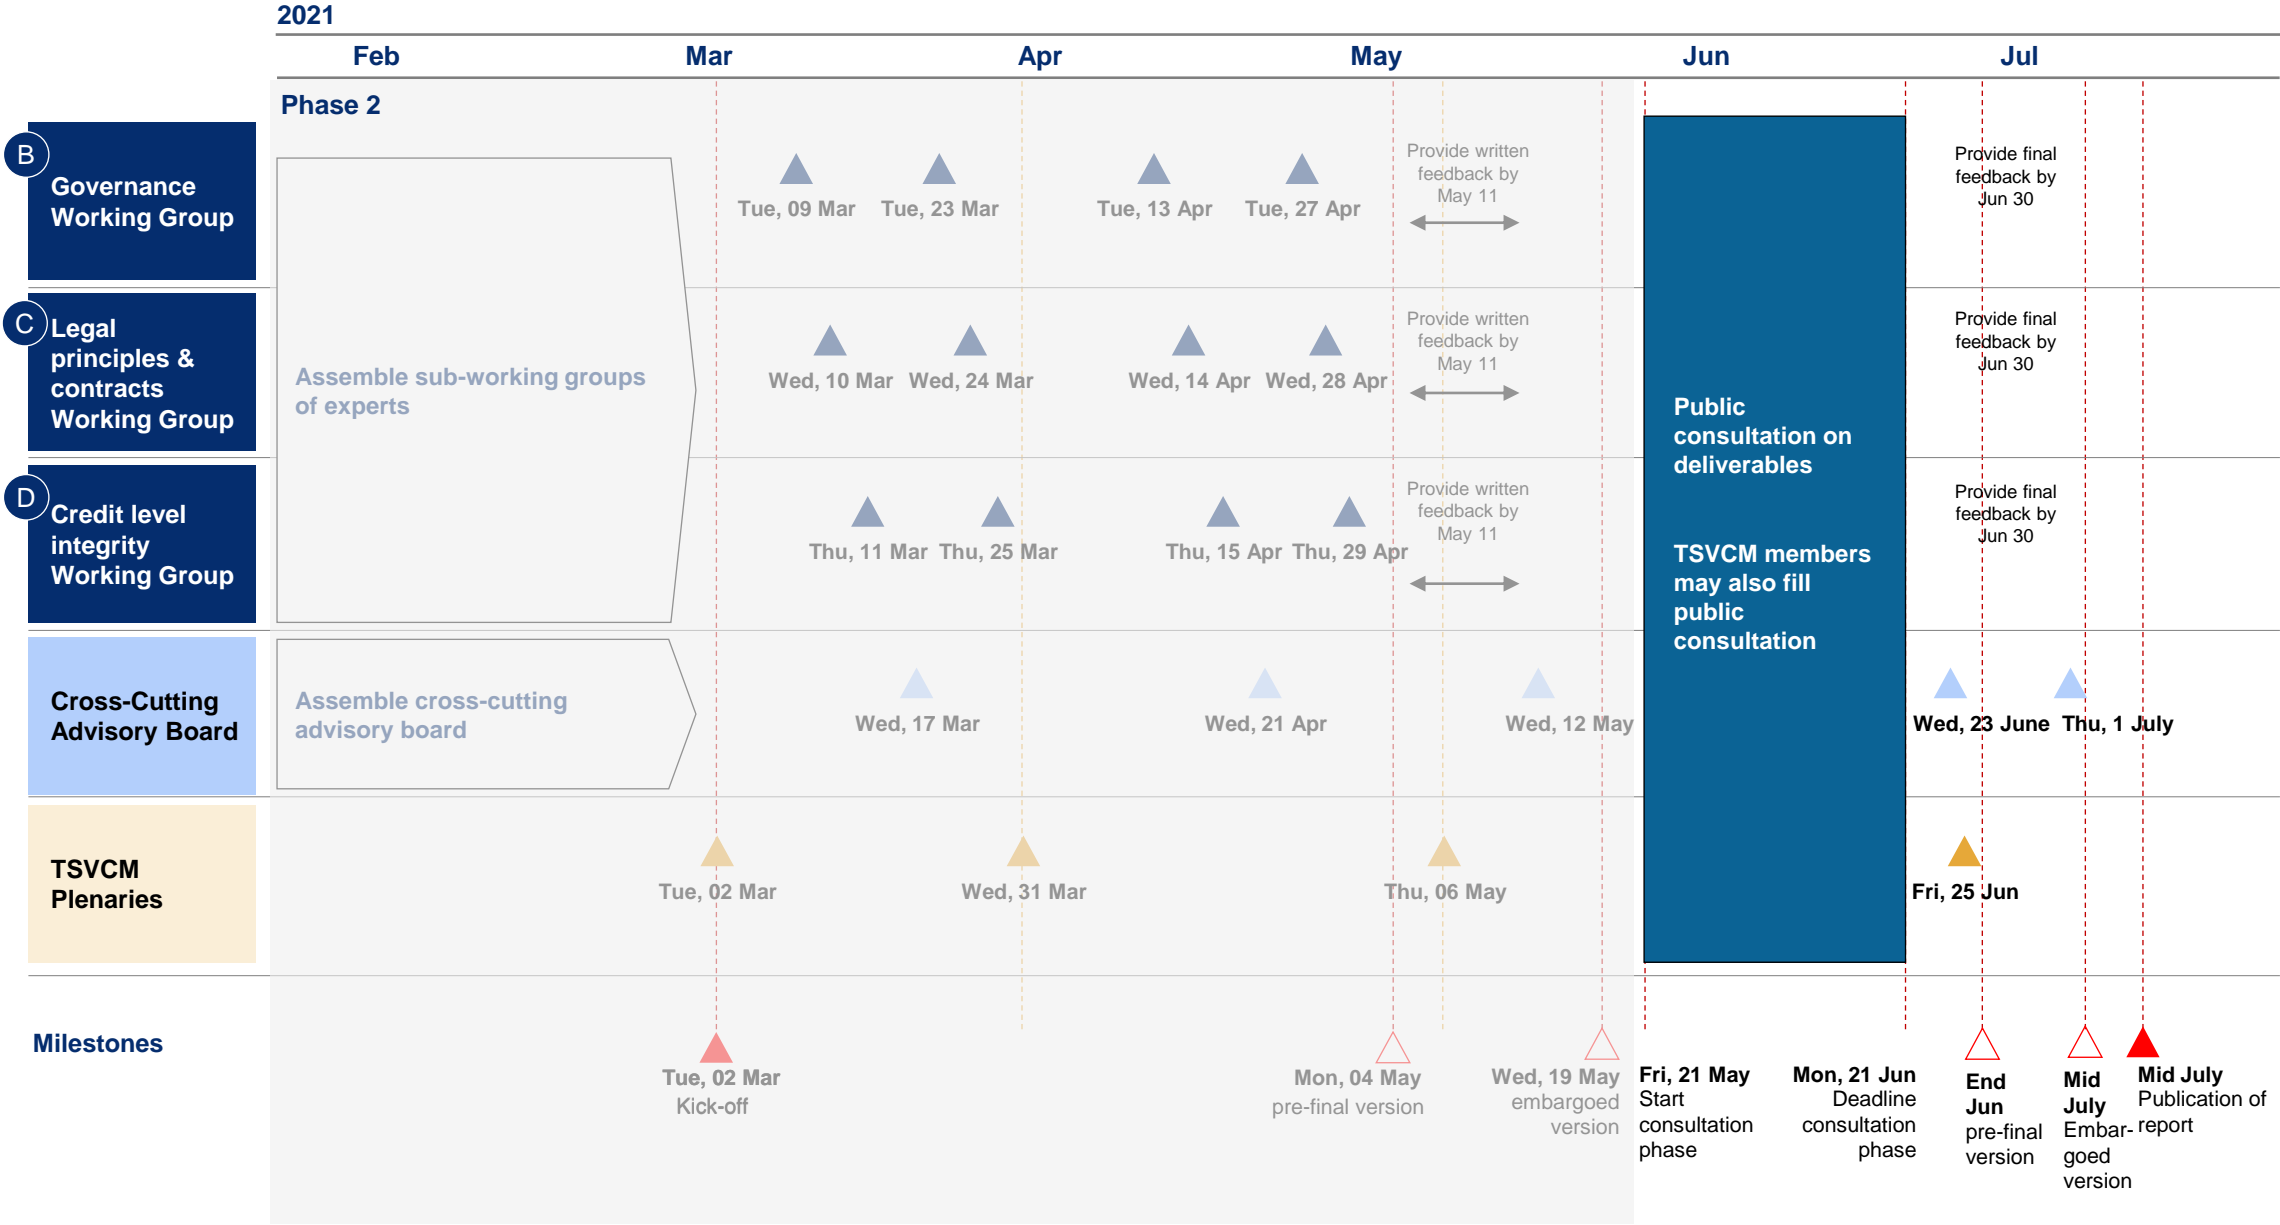 2021
Feb
Mar
Apr
May
Jun
Jul
Phase 2
B
Governance
Working Group
Tue, 09 Mar
Tue, 23 Mar
Tue, 13 Apr
Tue, 27 Apr
Provide written
feedback by
May 11
Provide final
feedback by
Jun 30
C
Legal
principles &
contracts
Working Group
Assemble sub-working groups
of experts
Wed, 10 Mar
Wed, 24 Mar
Wed, 14 Apr
Wed, 28 Apr
Provide written
feedback by
May 11
Public
consultation on
deliverables
TSVCM members
may also fill
public
consultation
Provide final
feedback by
Jun 30
D
Credit level
integrity
Working Group
Thu, 11 Mar
Thu, 25 Mar
Thu, 15 Apr
Thu, 29 Apr
Provide written
feedback by
May 11
Provide final
feedback by
Jun 30
Cross-Cutting
Advisory Board
Assemble cross-cutting
advisory board
Wed, 17 Mar
Wed, 21 Apr
Wed, 12 May
Wed, 23 June
Thu, 1 July
TSVCM
Plenaries
Tue, 02 Mar
Wed, 31 Mar
Thu, 06 May
Fri, 25 Jun
Milestones
Tue, 02 Mar
Kick-off
Mon, 04 May
pre-final version
Wed, 19 May
embargoed
version
Fri, 21 May
Start
consultation
phase
Mon, 21 Jun
Deadline
consultation
phase
End
Jun
pre-final
version
Mid
July
Embar-
goed
version
Mid July
Publication of
report